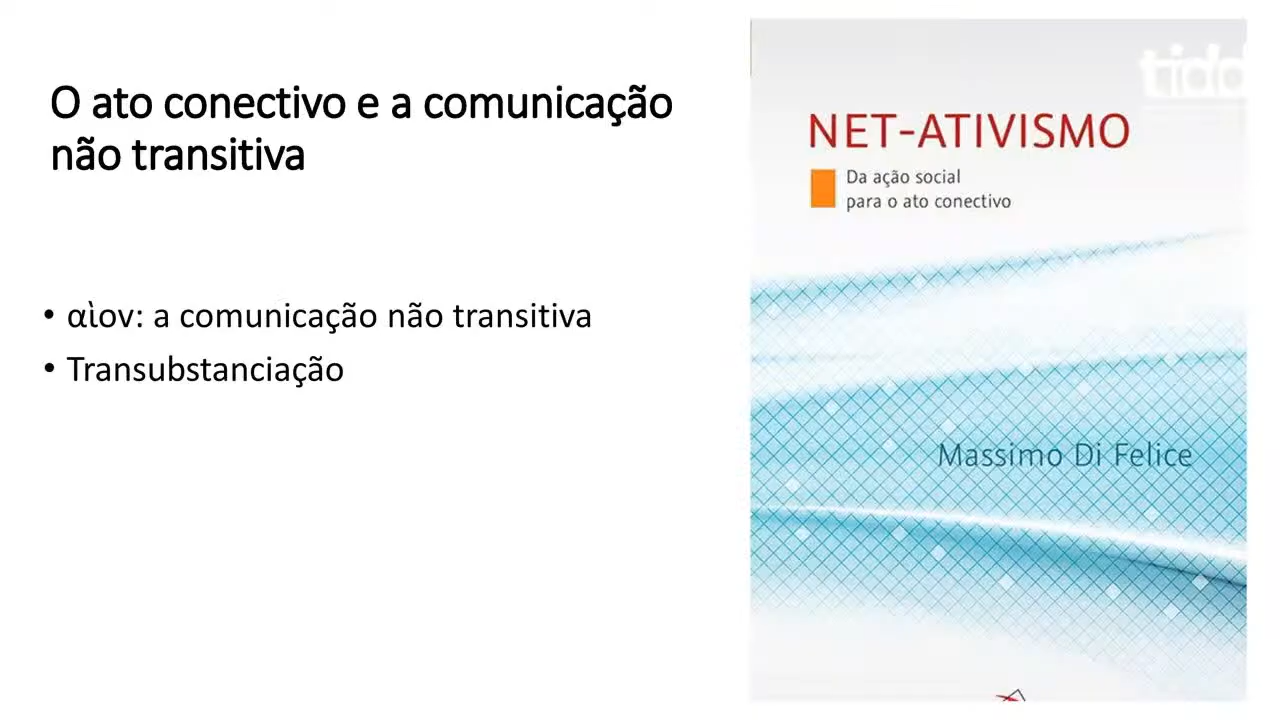 O ato conectivo e a comunicação
não transitiva
• αὶον: a comunicação não transitiva
• Transubstanciação
NET-ATIVISMO
Da ação social
para o ato conectivo
Massimo Di Felice